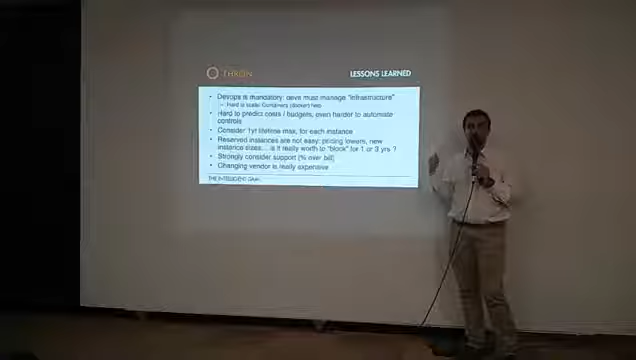 THRON
LESSONS LEARNED
• Devops is mandatory: devs must manage "infrastructure"
• Hard to scale: Containers (docker) help
• Hard to predict costs / budgets, even harder to automate
controls
• Consider 1yr lifetime max, for each instance
• Reserved instances are not easy: pricing lowers, new
instance sizes... is it really worth to "block" for 1 or 3 yrs ?
• Strongly consider support (% over bill)
• Changing vendor is really expensive
THE INTELLIGENT DAM